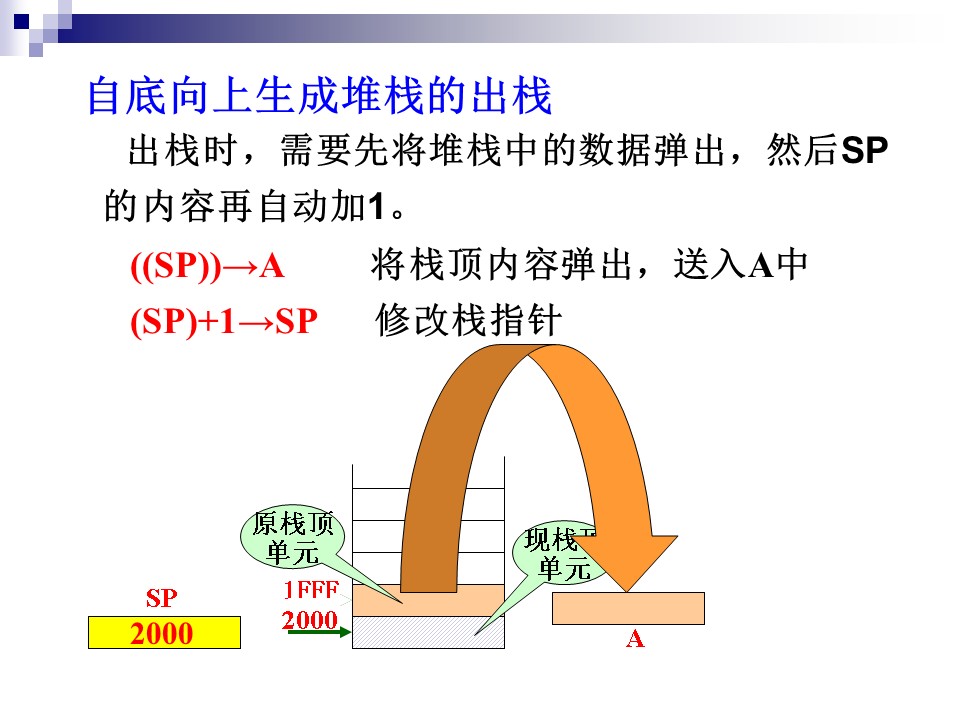 自底向上生成堆栈的出栈
出栈时，需要先将堆栈中的数据弹出，然后SP
的内容再自动加1。
((SP))→A 将栈顶内容弹出，送入A中
(SP)+1→SP 修改栈指针
原栈顶
单元
现栈顶
单元
1FFF
2000
SP
2000
A